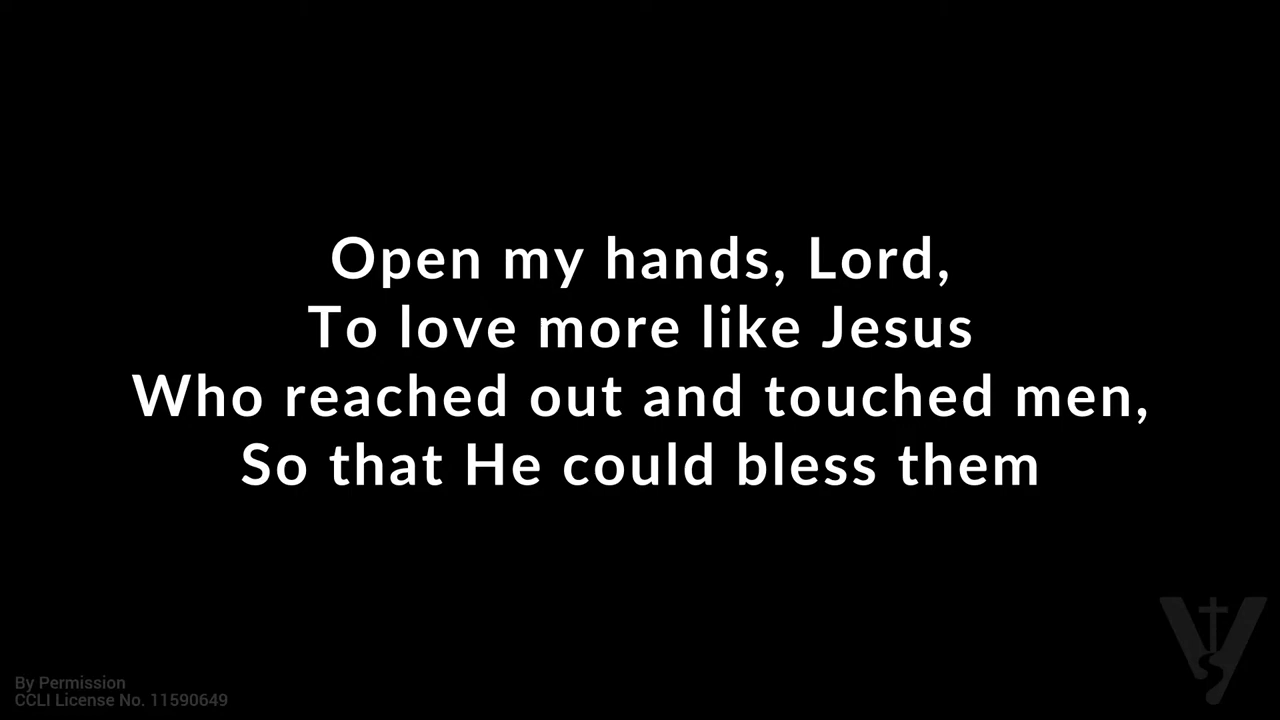 Open my hands, Lord,
To love more like Jesus
Who reached out and touched men,
So that He could bless them
By Permission
CCLI License No. 11590649